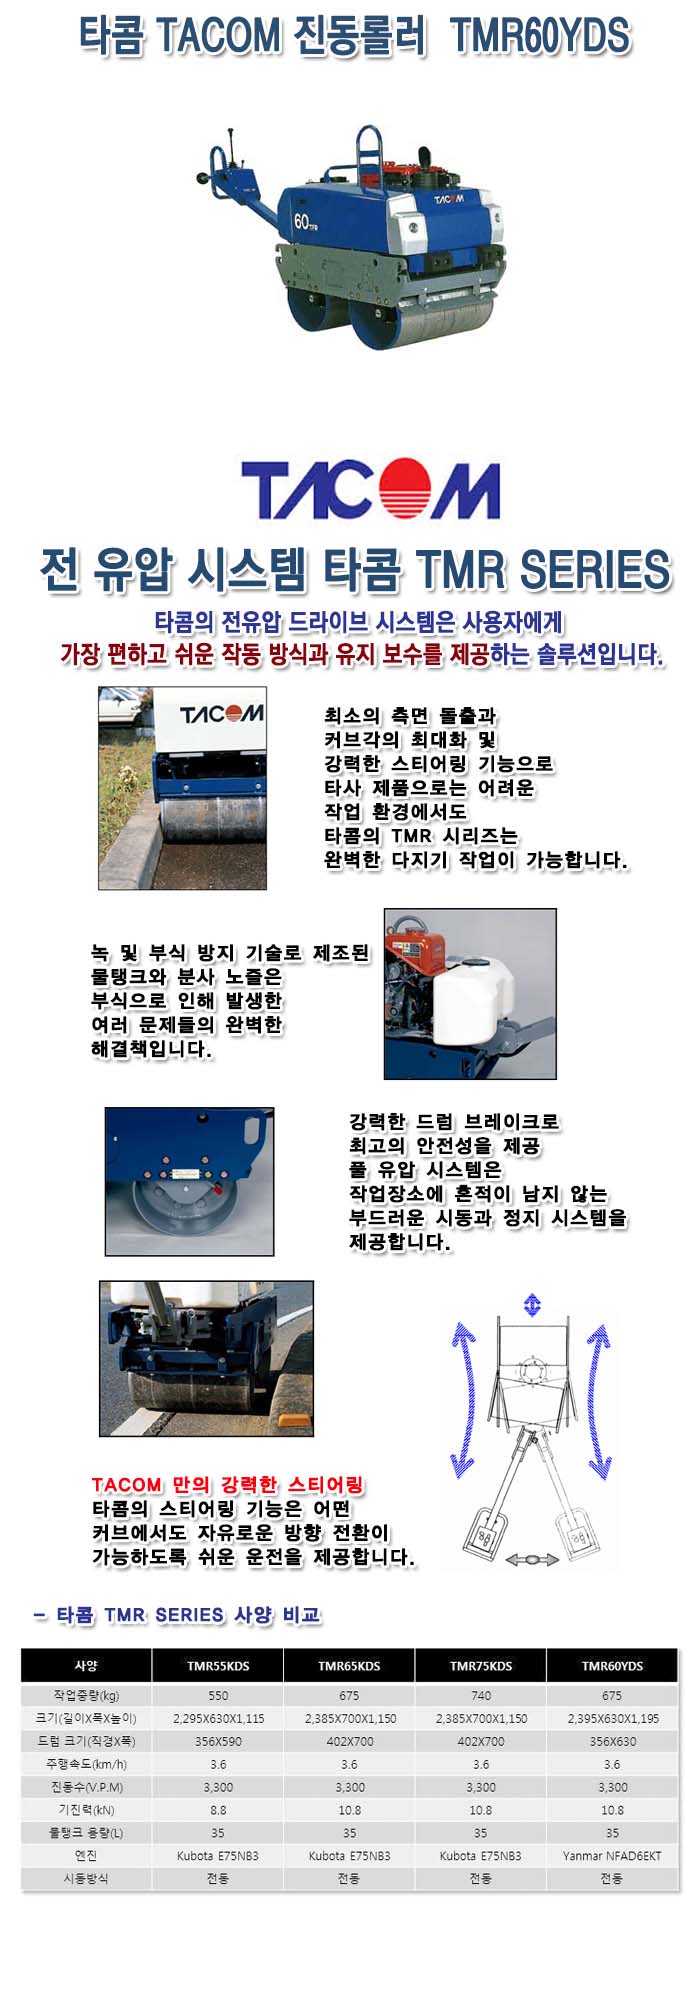 타콤 TACOM 진동롤러 TMR60YDS
TACOM
60 TFR
TACOM
전 유압 시스템 타콤 TMR SERIES
타콤의 전유압 드라이브 시스템은 사용자에게
가장 편하고 쉬운 작동 방식과 유지 보수를 제공하는 솔루션입니다.
TACOM
최소의 측면 돌출과
커브각의 최대화 및
강력한 스티어링 기능으로
타사 제품으로는 어려운
작업 환경에서도
타콤의 TMR 시리즈는
완벽한 다지기 작업이 가능합니다.
녹 및 부식 방지 기술로 제조된
물탱크와 분사 노즐은
부식으로 인해 발생한
여러 문제들의 완벽한
해결책입니다.
강력한 드럼 브레이크로
최고의 안전성을 제공
풀 유압 시스템은
작업장소에 흔적이 남지 않는
부드러운 시동과 정지 시스템을
제공합니다.
TACOM 만의 강력한 스티어링
타콤의 스티어링 기능은 어떤
커브에서도 자유로운 방향 전환이
가능하도록 쉬운 운전을 제공합니다.
- 타콤 TMR SERIES 사양 비교
사양 TMR55KDS TMR65KDS TMR75KDS TMR60YDS
작업중량(kg) 550 675 740 675
크기(길이X폭X높이) 2,295X630X1,115 2,385X700X1,150 2,385X700X1,150 2,395X630X1,195
드럼 크기(직경X폭) 356X590 402X700 402X700 356X630
주행속도(km/h) 3.6 3.6 3.6 3.6
진동수(V.P.M) 3,300 3,300 3,300 3,300
기진력(kN) 8.8 10.8 10.8 10.8
물탱크 용량(L) 35 35 35 35
엔진 Kubota E75NB3 Kubota E75NB3 Kubota E75NB3 Yanmar NFAD6EKT
시동방식 전동 전동 전동 전동